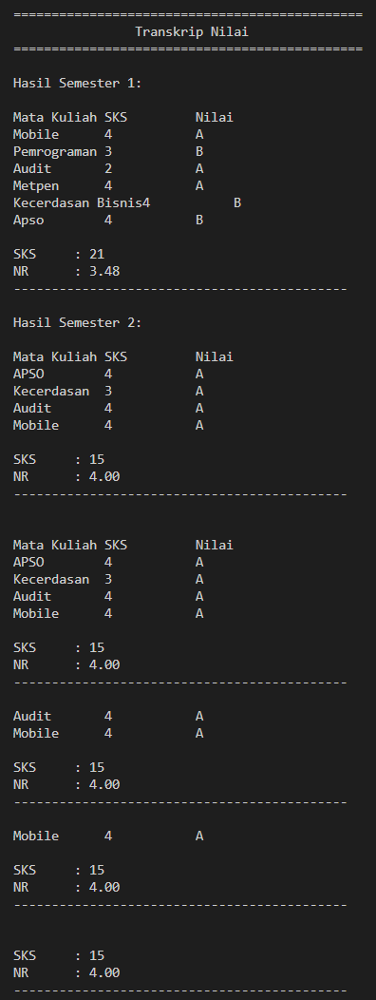 ==============================================
Transkrip Nilai
==============================================
Hasil Semester 1:
Mata Kuliah SKS         Nilai
Mobile      4           A
Pemrograman 3           B
Audit       2           A
Metpen      4           A
Kecerdasan Bisnis4           B
Apso        4           B
SKS     : 21
NR      : 3.48
--------------------------------------------
Hasil Semester 2:
Mata Kuliah SKS         Nilai
APSO        4           A
Kecerdasan  3           A
Audit       4           A
Mobile      4           A
SKS     : 15
NR      : 4.00
--------------------------------------------
Mata Kuliah SKS         Nilai
APSO        4           A
Kecerdasan  3           A
Audit       4           A
Mobile      4           A
SKS     : 15
NR      : 4.00
--------------------------------------------
Audit       4           A
Mobile      4           A
SKS     : 15
NR      : 4.00
--------------------------------------------
Mobile      4           A
SKS     : 15
NR      : 4.00
--------------------------------------------
SKS     : 15
NR      : 4.00
--------------------------------------------